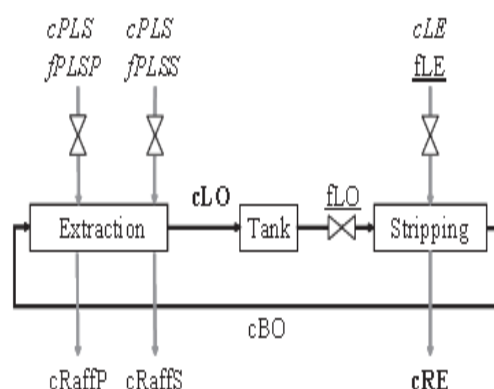 cPLS cPLS cLE
fPLSP fPLSS fLE
cLO fLO
Extraction Tank Stripping
cBO
cRaffP cRaffS cRE